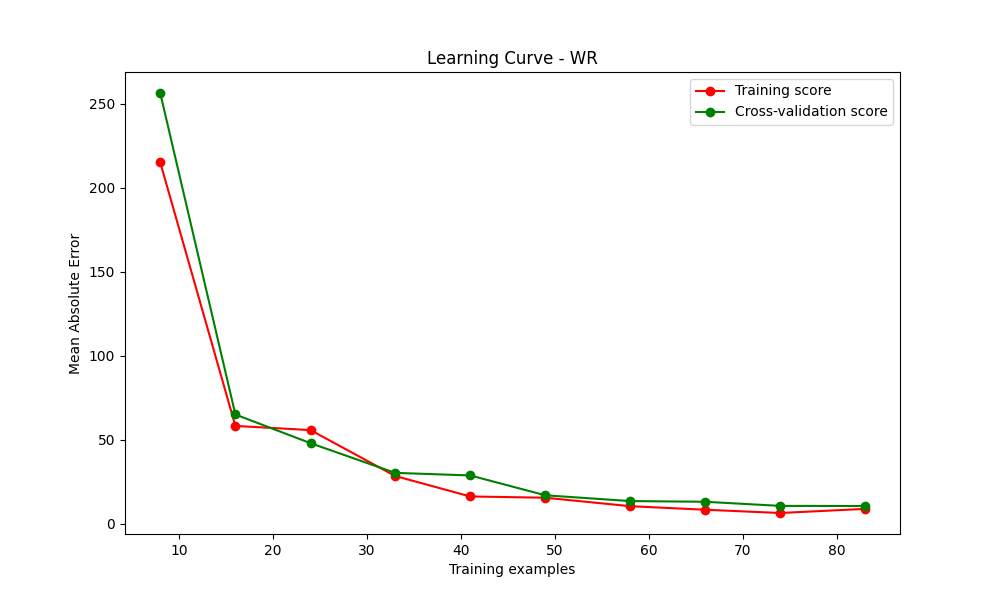 Learning Curve - WR
Training score
Cross-validation score
Mean Absolute Error
250
200
150
100
50
0
10 20 30 40 50 60 70 80
Training examples